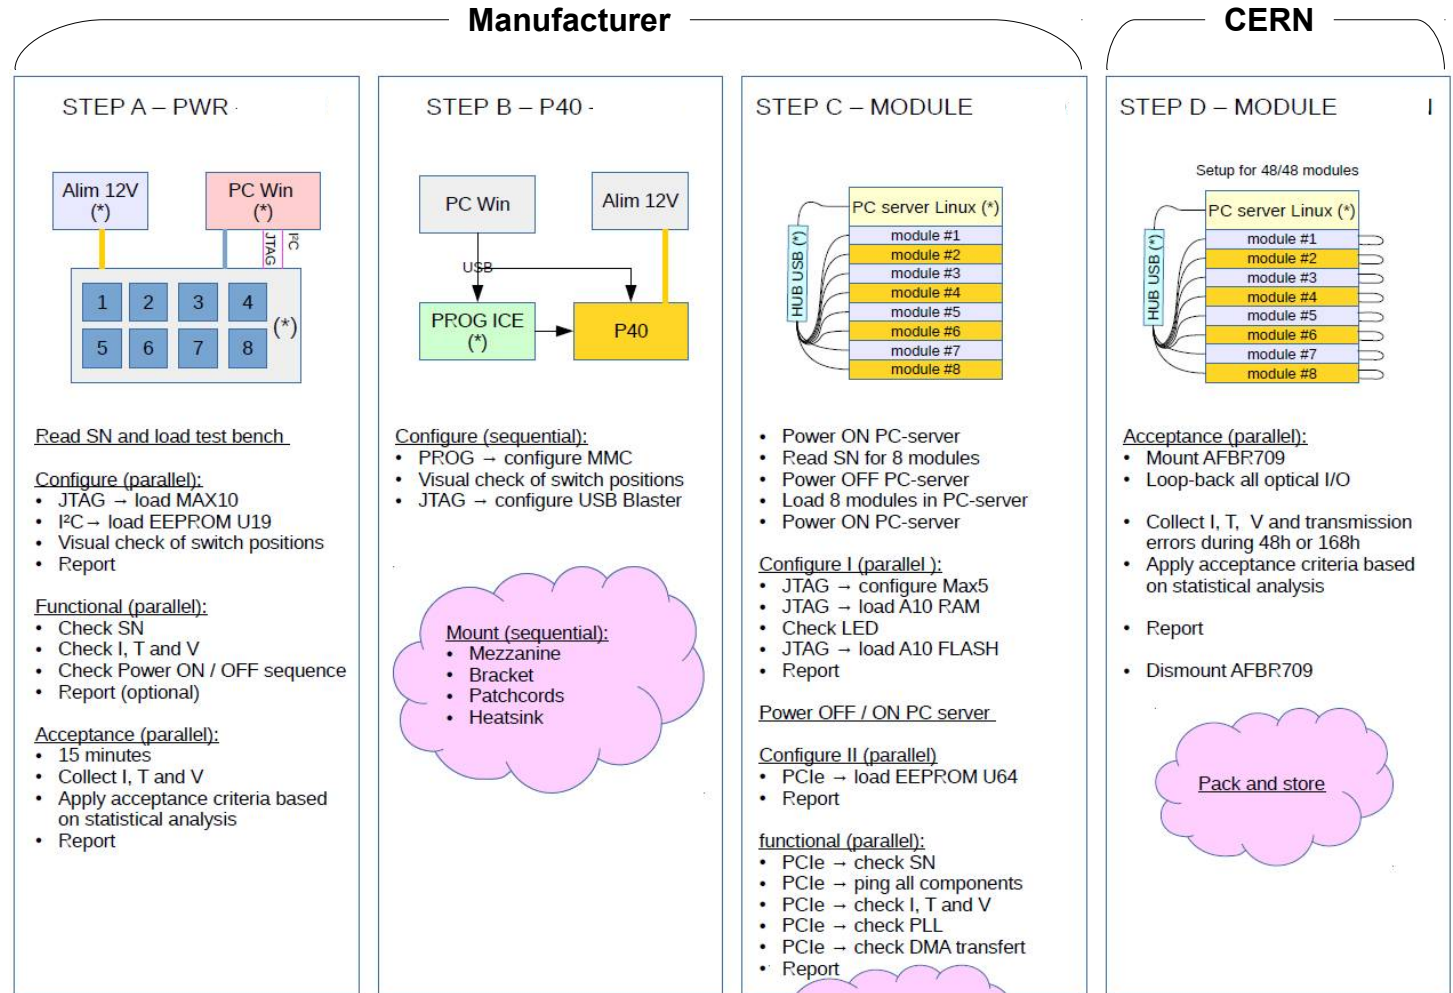 Manufacturer
CERN
STEP A – PWR -
Alim 12V
(*)
PC Win
(*)
JTAG
I²C
1 2 3 4
(*)
5 6 7 8
Read SN and load test bench
Configure (parallel):
• JTAG → load MAX10
• I²C→ load EEPROM U19
• Visual check of switch positions
• Report
Functional (parallel):
• Check SN
• Check I, T and V
• Check Power ON / OFF sequence
• Report (optional)
Acceptance (parallel):
• 15 minutes
• Collect I, T and V
• Apply acceptance criteria based
on statistical analysis
• Report
STEP B – P40 -
PC Win
Alim 12V
USB
PROG ICE
(*)
P40
Configure (sequential):
• PROG → configure MMC
• Visual check of switch positions
• JTAG → configure USB Blaster
Mount (sequential):
• Mezzanine
• Bracket
• Patchcords
• Heatsink
STEP C – MODULE
PC server Linux (*)
HUB USB (*)
module #1
module #2
module #3
module #4
module #5
module #6
module #7
module #8
• Power ON PC-server
• Read SN for 8 modules
• Power OFF PC-server
• Load 8 modules in PC-server
• Power ON PC-server
Configure I (parallel ):
• JTAG → configure Max5
• JTAG → load A10 RAM
• Check LED
• JTAG → load A10 FLASH
• Report
Power OFF / ON PC server
Configure II (parallel)
• PCIe → load EEPROM U64
• Report
functional (parallel):
• PCIe → check SN
• PCIe → ping all components
• PCIe → check I, T and V
• PCIe → check PLL
• PCIe → check DMA transfert
• Report
STEP D – MODULE
Setup for 48/48 modules
PC server Linux (*)
HUB USB (*)
module #1
module #2
module #3
module #4
module #5
module #6
module #7
module #8
Acceptance (parallel):
• Mount AFBR709
• Loop-back all optical I/O
• Collect I, T, V and transmission
errors during 48h or 168h
• Apply acceptance criteria based
on statistical analysis
• Report
• Dismount AFBR709
Pack and store